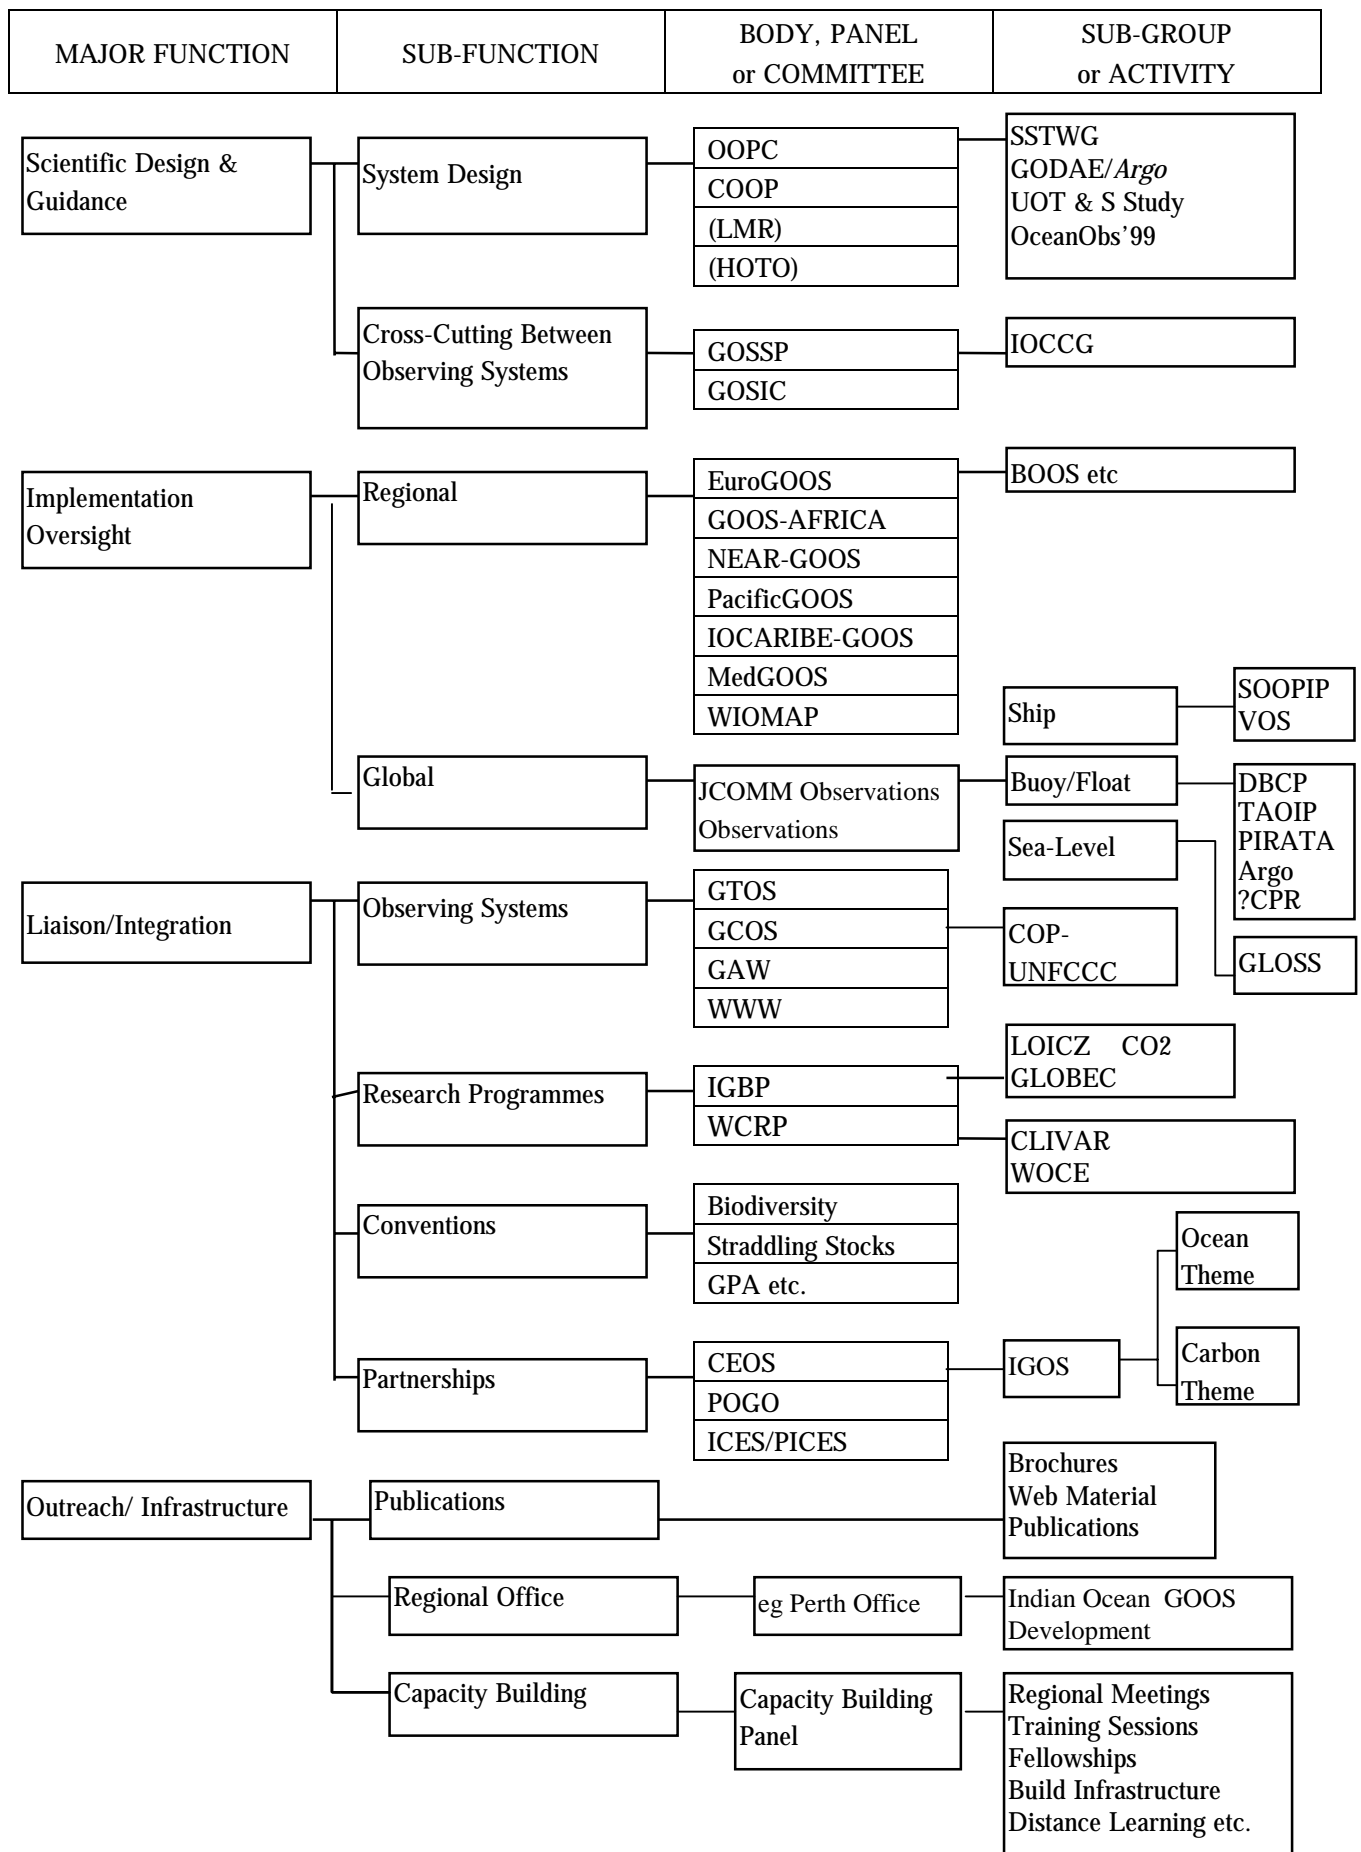 MAJOR FUNCTION
SUB-FUNCTION
BODY, PANEL
or COMMITTEE
SUB-GROUP
or ACTIVITY
Scientific Design &
Guidance
System Design
OOPC
COOP
(LMR)
(HOTO)
SSTWG
GODAE/Argo
UOT & S Study
OceanObs’99
Cross-Cutting Between
Observing Systems
GOSSP
GOSIC
IOCCG
Implementation
Oversight
Regional
EuroGOOS
GOOS-AFRICA
NEAR-GOOS
PacificGOOS
IOCARIBE-GOOS
MedGOOS
WIOMAP
BOOS etc
Global
JCOMM Observations
Observations
Ship
SOOPIP
VOS
Buoy/Float
DBCP
TAOIP
PIRATA
Argo
?CPR
Sea-Level
GLOSS
Liaison/Integration
Observing Systems
GTOS
GCOS
GAW
WWW
COP-
UNFCCC
Research Programmes
IGBP
WCRP
LOICZ CO2
GLOBEC
CLIVAR
WOCE
Conventions
Biodiversity
Straddling Stocks
GPA etc.
Partnerships
CEOS
POGO
ICES/PICES
IGOS
Ocean
Theme
Carbon
Theme
Outreach/ Infrastructure
Publications
Brochures
Web Material
Publications
Regional Office
eg Perth Office
Indian Ocean GOOS
Development
Capacity Building
Capacity Building
Panel
Regional Meetings
Training Sessions
Fellowships
Build Infrastructure
Distance Learning etc.